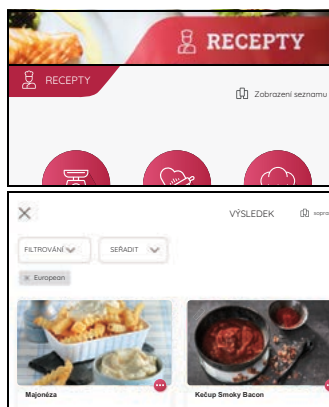 RECEPTY
RECEPTY
Zobrazení seznamu
VÝSLEDEK
FILTROVÁNÍ
SEŘADIT
× European
Majonéza
Kečup Smoky Bacon